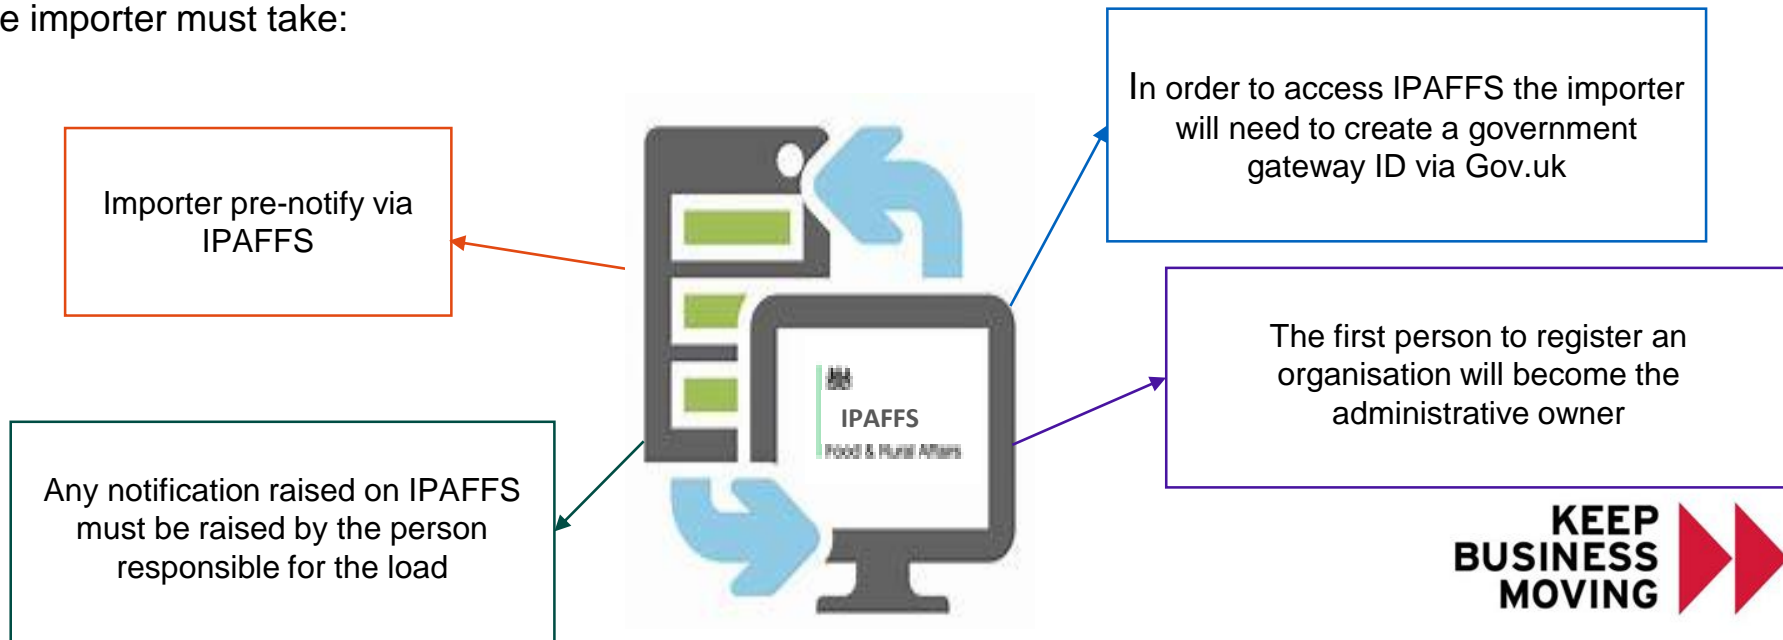 e importer must take:
Importer pre-notify via
IPAFFS
In order to access IPAFFS the importer
will need to create a government
gateway ID via Gov.uk
The first person to register an
organisation will become the
administrative owner
IPAFFS
Food & Rural Affairs
Any notification raised on IPAFFS
must be raised by the person
responsible for the load
KEEP
BUSINESS
MOVING